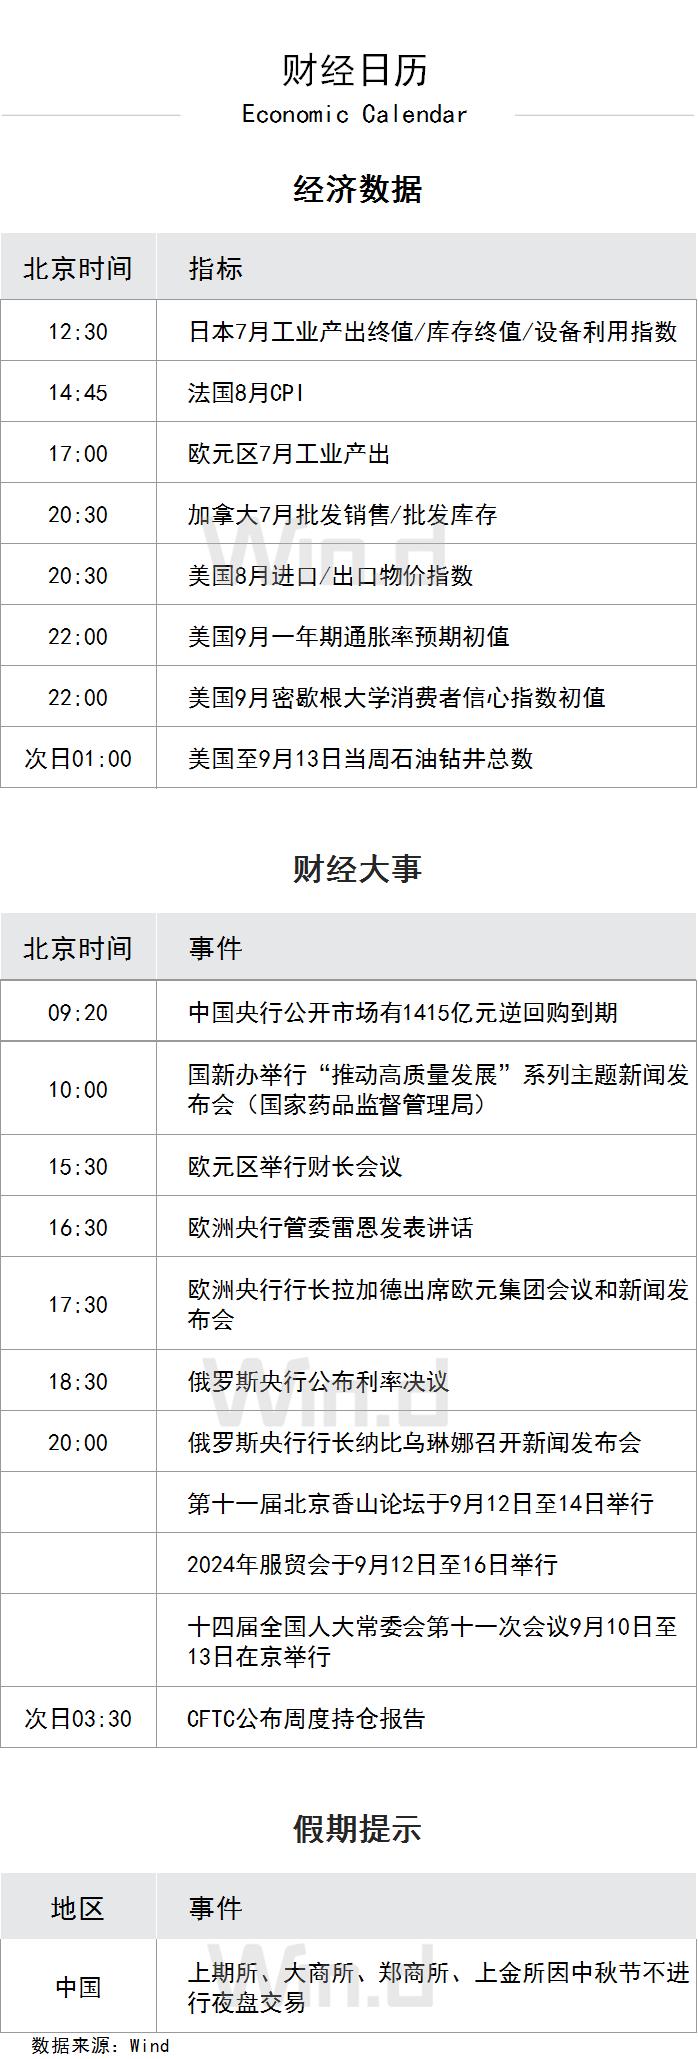 财经日历
Economic Calendar
经济数据
北京时间 指标
12:30 日本7月工业产出终值/库存终值/设备利用指数
14:45 法国8月CPI
17:00 欧元区7月工业产出
20:30 加拿大7月批发销售/批发库存
Win.d
20:30 美国8月进口/出口物价指数
22:00 美国9月一年期通胀率预期初值
22:00 美国9月密歇根大学消费者信心指数初值
次日01:00 美国至9月13日当周石油钻井总数
财经大事
北京时间 事件
09:20 中国央行公开市场有1415亿元逆回购到期
10:00 国新办举行“推动高质量发展”系列主题新闻发
布会（国家药品监督管理局）
15:30 欧元区举行财长会议
16:30 欧洲央行管委雷恩发表讲话
17:30 欧洲央行行长拉加德出席欧元集团会议和新闻发
布会
Win.d
18:30 俄罗斯央行公布利率决议
20:00 俄罗斯央行行长纳比乌琳娜召开新闻发布会
第十一届北京香山论坛于9月12日至14日举行
2024年服贸会于9月12日至16日举行
十四届全国人大常委会第十一次会议9月10日至
13日在京举行
次日03:30 CFTC公布周度持仓报告
假期提示
地区 事件
Win.d
中国 上期所、大商所、郑商所、上金所因中秋节不进
行夜盘交易
数据来源：Wind